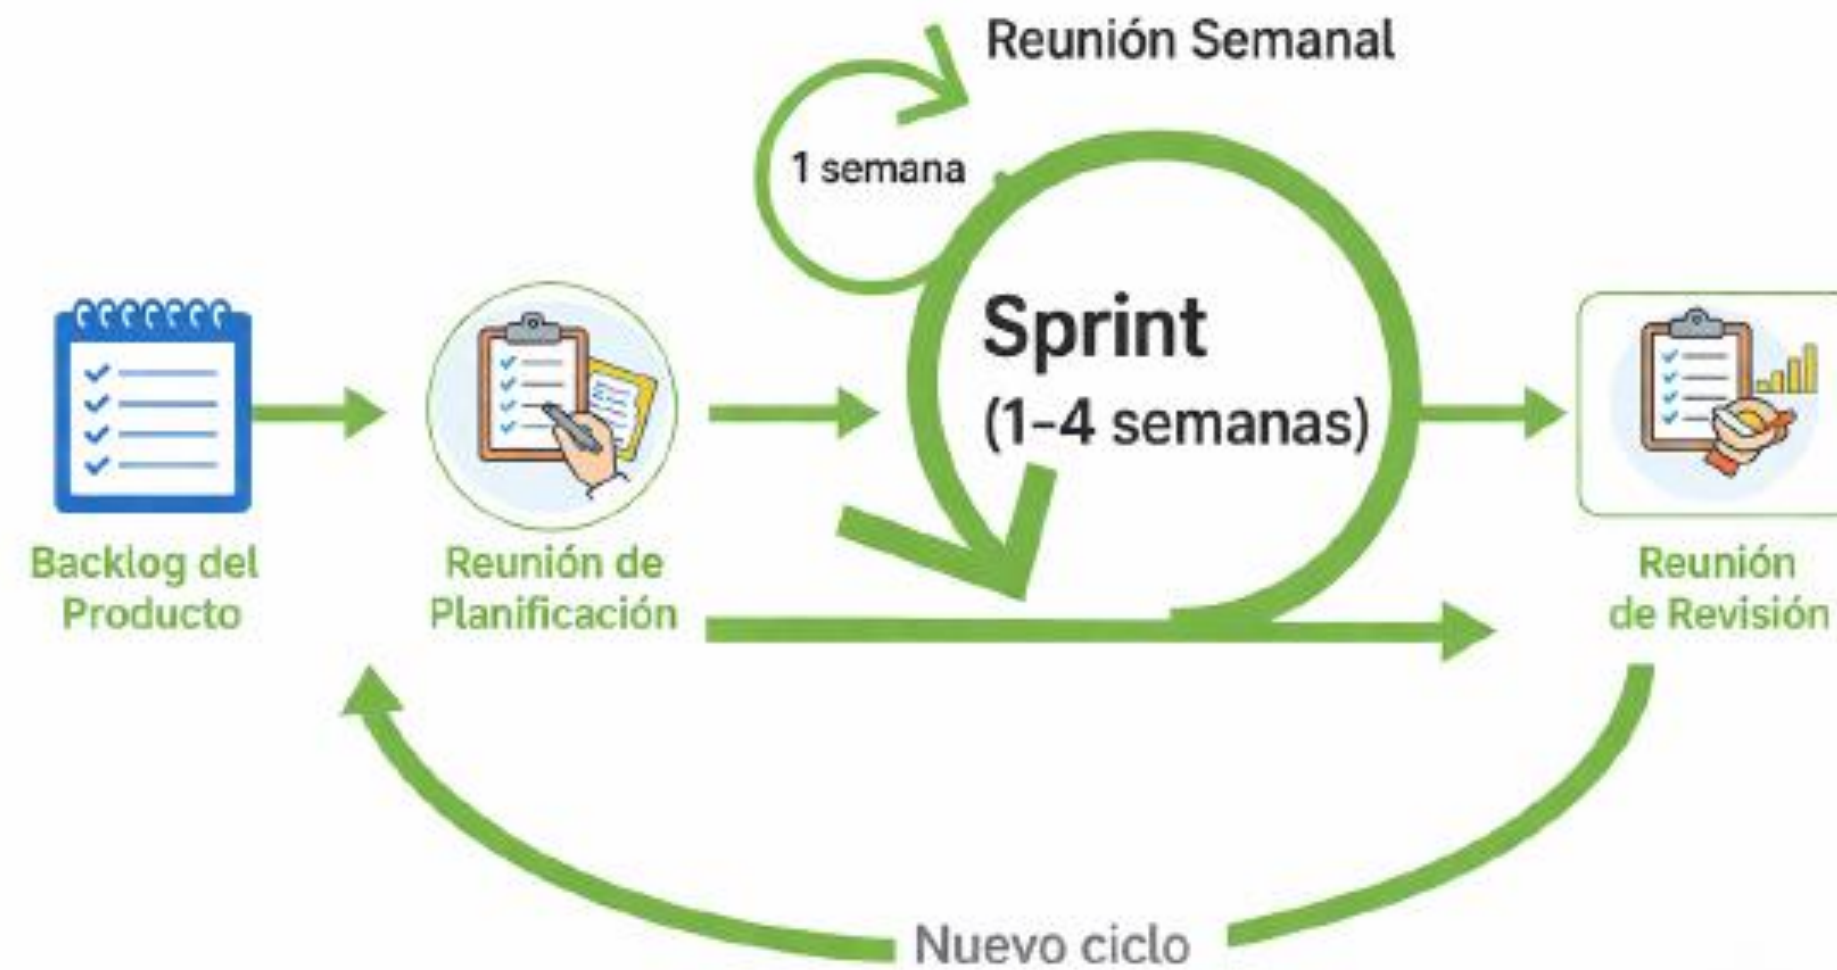 Reunión Semanal
1 semana
Sprint
(1-4 semanas)
Backlog del
Producto
Reunión de
Planificación
Reunión
de Revisión
Nuevo ciclo